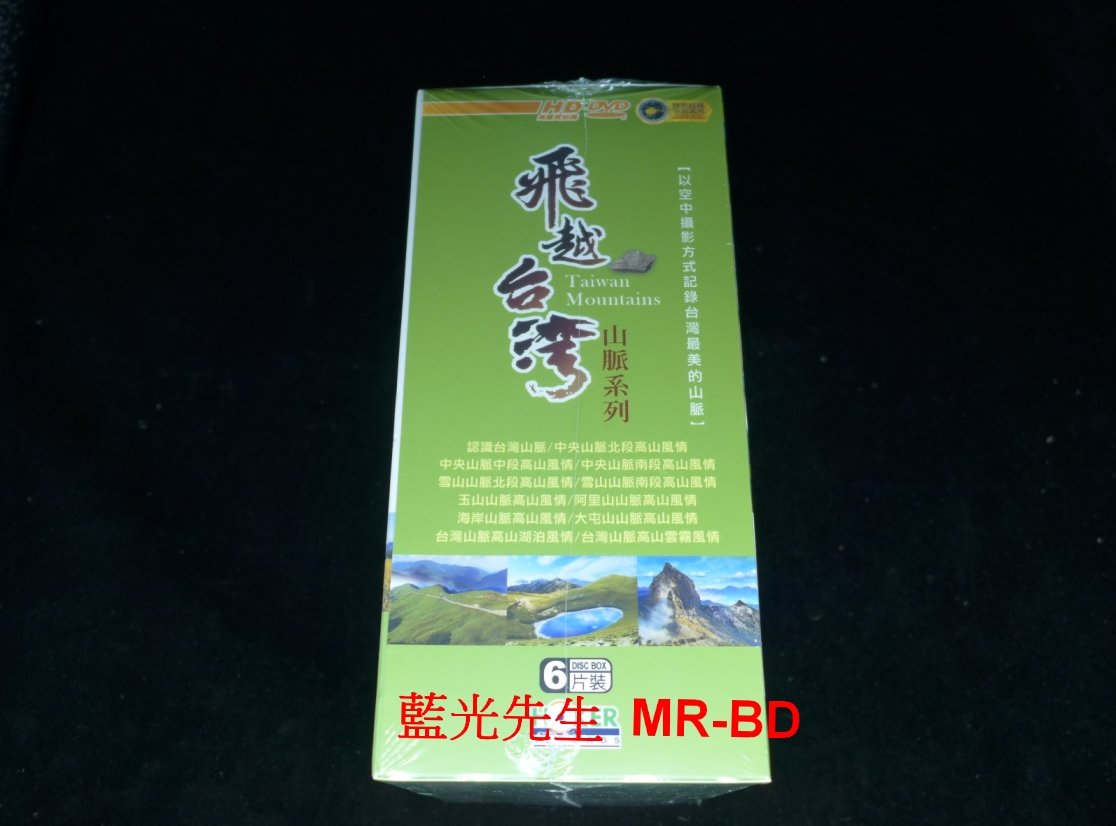 HD-DVD
飛越台灣
Taiwan
Mountains
山脈系列
【以空中攝影方式記錄台灣最美的山脈】
認識台灣山脈/中央山脈北段高山風情
中央山脈中段高山風情/中央山脈南段高山風情
雪山山脈北段高山風情/雪山山脈南段高山風情
玉山山脈高山風情/阿里山山脈高山風情
海岸山脈高山風情/大屯山山脈高山風情
台灣山脈高山湖泊風情/台灣山脈高山雲霧風情
6 DISC BOX
片裝
藍光先生 MR-BD